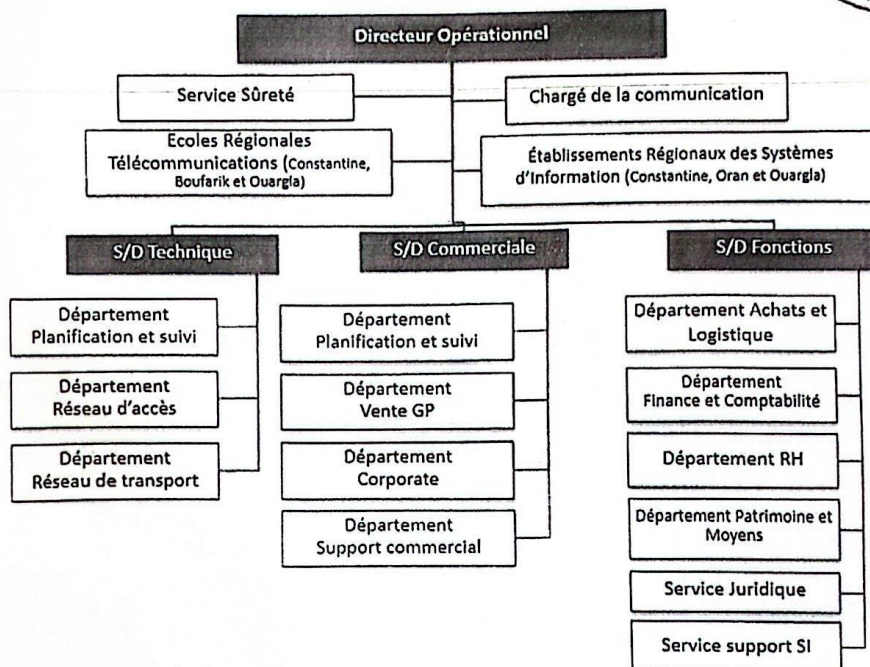 Directeur Opérationnel
Service Sûreté
Chargé de la communication
Ecoles Régionales
Télécommunications (Constantine,
Boufarik et Ouargla)
Établissements Régionaux des Systèmes
d'Information (Constantine, Oran et Ouargla)
S/D Technique
Département
Planification et suivi
Département
Réseau d'accès
Département
Réseau de transport
S/D Commerciale
Département
Planification et suivi
Département
Vente GP
Département
Corporate
Département
Support commercial
S/D Fonctions
Département Achats et
Logistique
Département
Finance et Comptabilité
Département RH
Département Patrimoine et
Moyens
Service Juridique
Service support SI